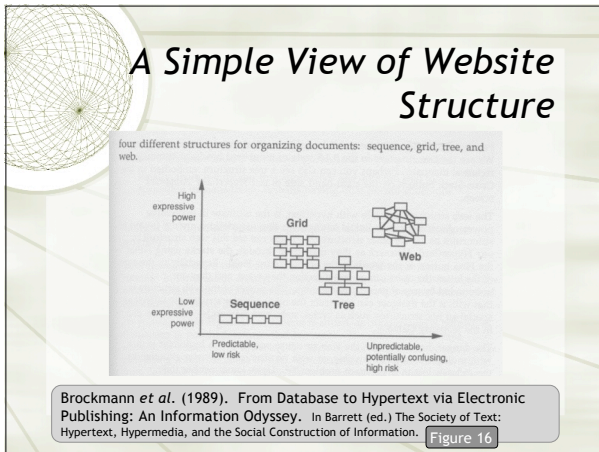 A Simple View of Website
Structure
four different structures for organizing documents: sequence, grid, tree, and
web.
High
expressive
power
Grid
Web
Low
expressive
power
Sequence
Tree
Predictable,
low risk
Unpredictable,
potentially confusing,
high risk
Brockmann et al. (1989). From Database to Hypertext via Electronic
Publishing: An Information Odyssey. In Barrett (ed.) The Society of Text:
Hypertext, Hypermedia, and the Social Construction of Information.
Figure 16